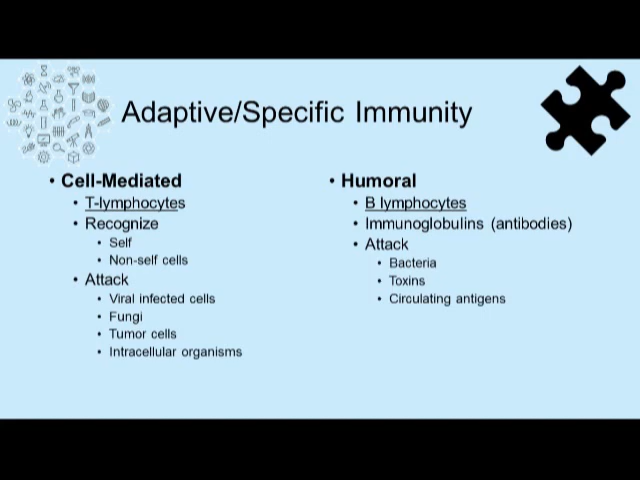 Adaptive/Specific Immunity
• Cell-Mediated
• T-lymphocytes
• Recognize
• Self
• Non-self cells
• Attack
• Viral infected cells
• Fungi
• Tumor cells
• Intracellular organisms
• Humoral
• B lymphocytes
• Immunoglobulins (antibodies)
• Attack
• Bacteria
• Toxins
• Circulating antigens